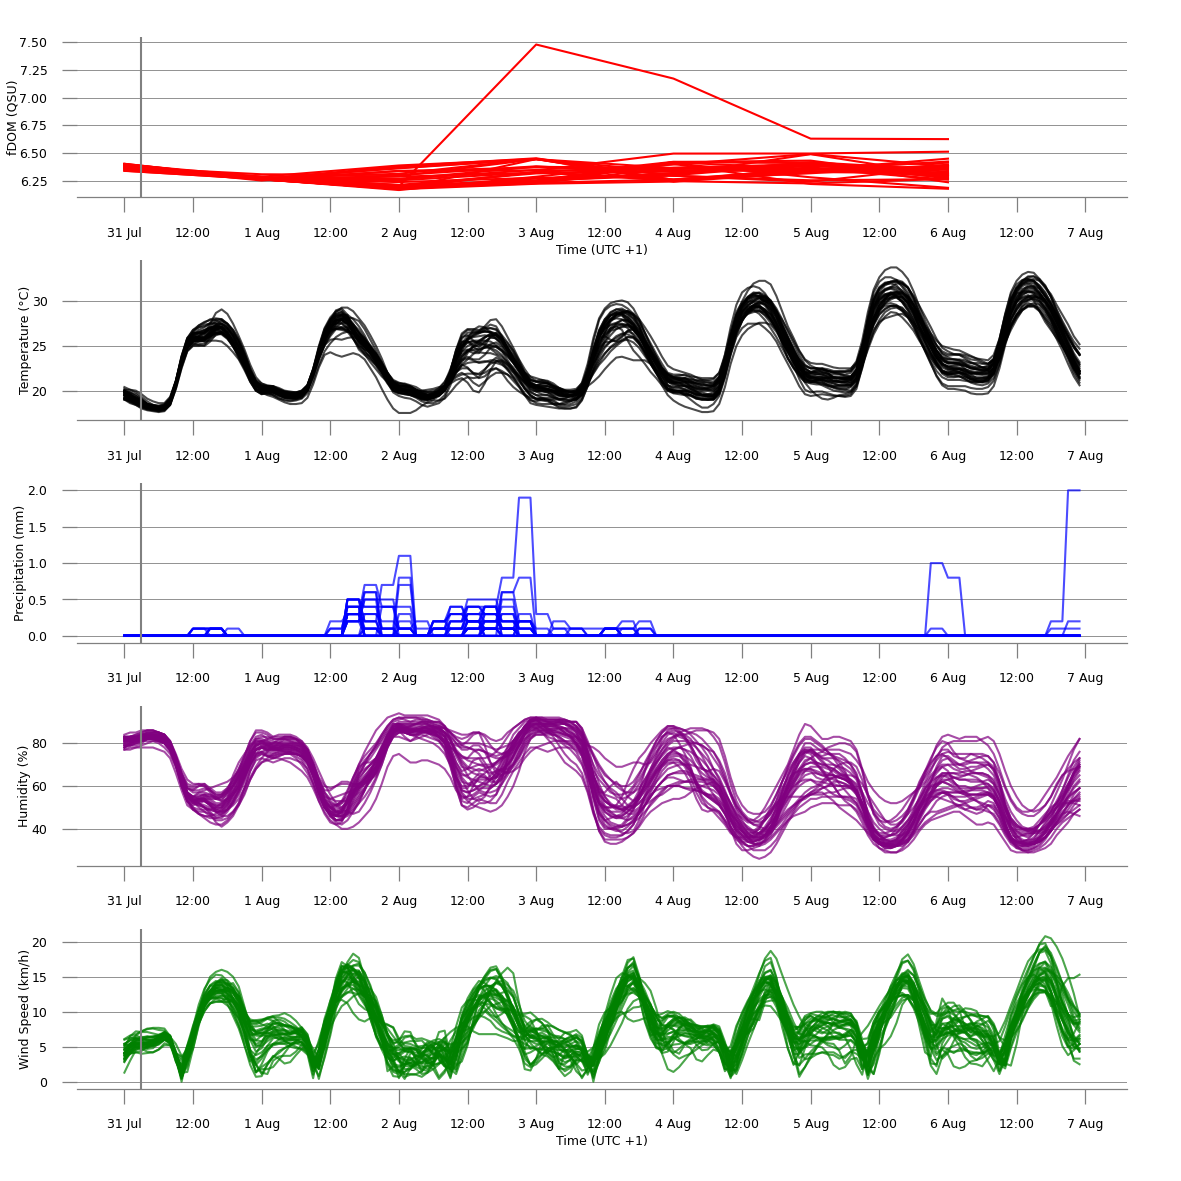 7.50
7.25
7.00
6.75
6.50
6.25
fDOM (QSU)
31 Jul 12:00 1 Aug 12:00 2 Aug 12:00 3 Aug 12:00 4 Aug 12:00 5 Aug 12:00 6 Aug 12:00 7 Aug
Time (UTC +1)
30
25
20
Temperature (°C)
31 Jul 12:00 1 Aug 12:00 2 Aug 12:00 3 Aug 12:00 4 Aug 12:00 5 Aug 12:00 6 Aug 12:00 7 Aug
2.0
1.5
1.0
0.5
0.0
Precipitation (mm)
31 Jul 12:00 1 Aug 12:00 2 Aug 12:00 3 Aug 12:00 4 Aug 12:00 5 Aug 12:00 6 Aug 12:00 7 Aug
80
60
40
Humidity (%)
31 Jul 12:00 1 Aug 12:00 2 Aug 12:00 3 Aug 12:00 4 Aug 12:00 5 Aug 12:00 6 Aug 12:00 7 Aug
20
15
10
5
0
Wind Speed (km/h)
31 Jul 12:00 1 Aug 12:00 2 Aug 12:00 3 Aug 12:00 4 Aug 12:00 5 Aug 12:00 6 Aug 12:00 7 Aug
Time (UTC +1)